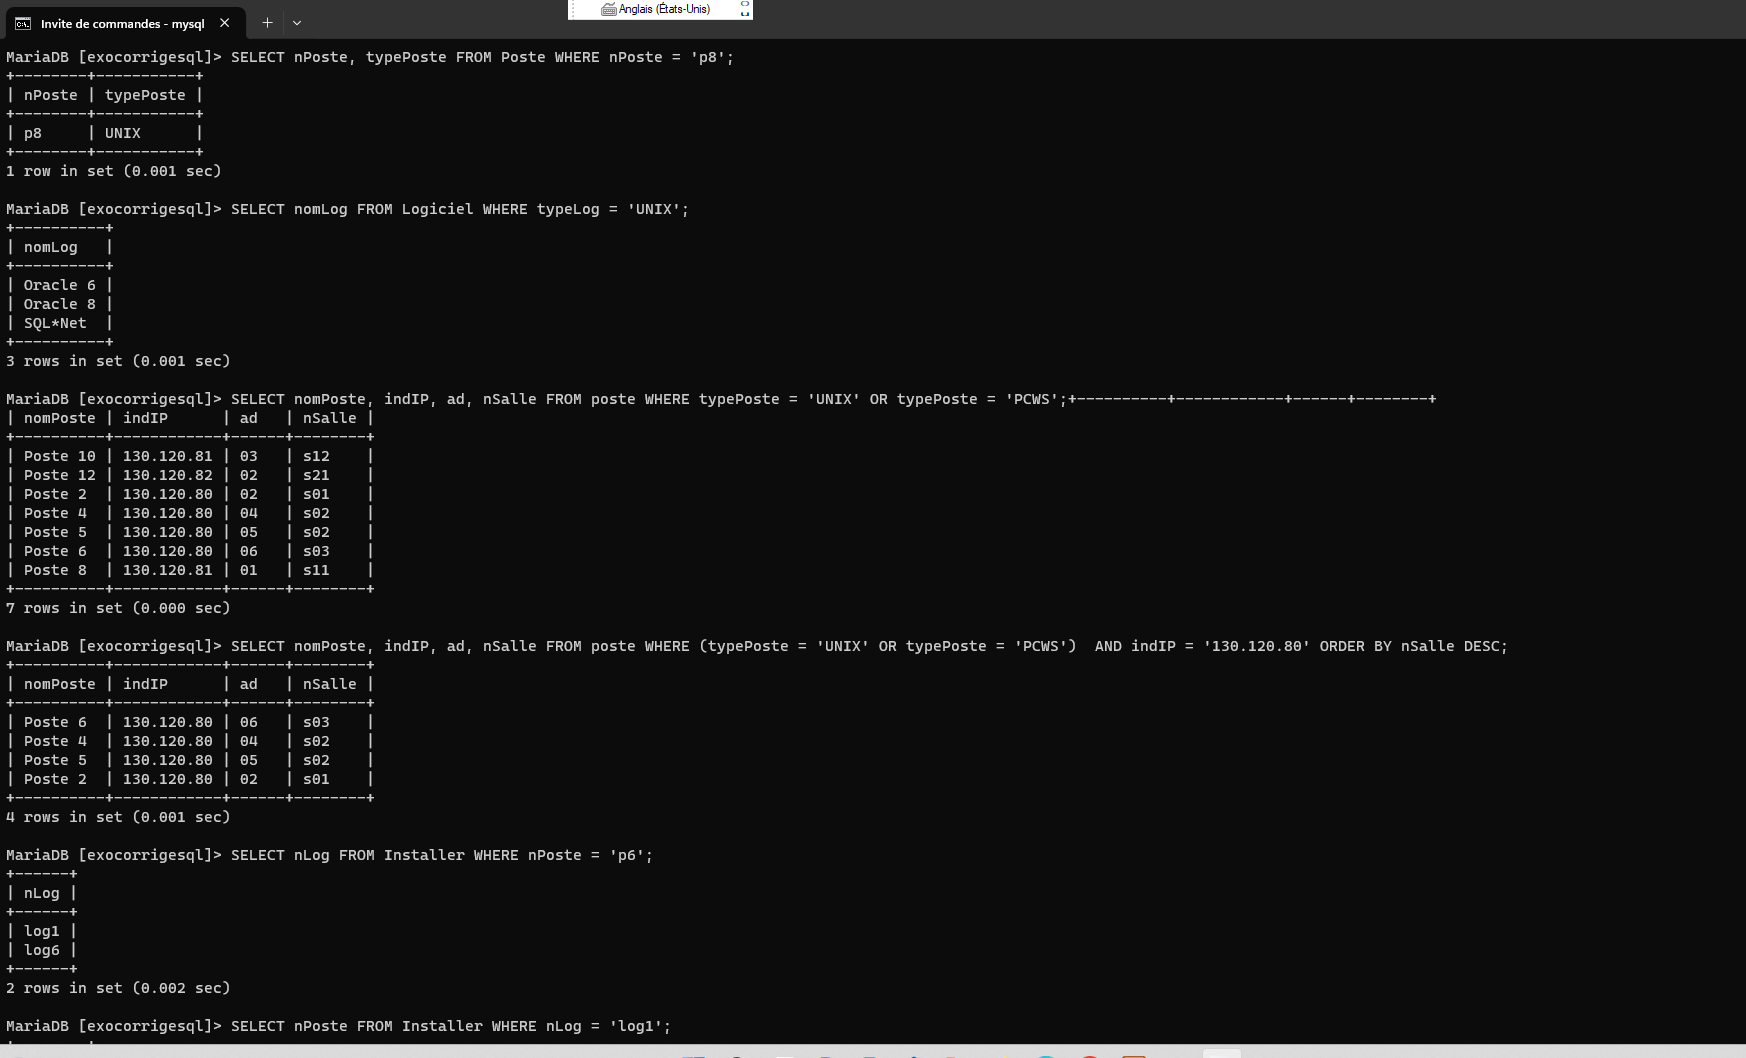 Invite de commandes - mysql
Anglais (États-Unis)
MariaDB [exocorrigesql]> SELECT nPoste, typePoste FROM Poste WHERE nPoste = 'p8';
+--------+-----------+
| nPoste | typePoste |
+--------+-----------+
| p8     | UNIX      |
+--------+-----------+
1 row in set (0.001 sec)
MariaDB [exocorrigesql]> SELECT nomLog FROM Logiciel WHERE typeLog = 'UNIX';
+----------+
| nomLog   |
+----------+
| Oracle 6 |
| Oracle 8 |
| SQL*Net  |
+----------+
3 rows in set (0.001 sec)
MariaDB [exocorrigesql]> SELECT nomPoste, indIP, ad, nSalle FROM poste WHERE typePoste = 'UNIX' OR typePoste = 'PCWS';+----------+------------+------+--------+
| nomPoste | indIP      | ad   | nSalle |
+----------+------------+------+--------+
| Poste 10 | 130.120.81 | 03   | s12    |
| Poste 12 | 130.120.82 | 02   | s21    |
| Poste 2  | 130.120.80 | 02   | s01    |
| Poste 4  | 130.120.80 | 04   | s02    |
| Poste 5  | 130.120.80 | 05   | s02    |
| Poste 6  | 130.120.80 | 06   | s03    |
| Poste 8  | 130.120.81 | 01   | s11    |
+----------+------------+------+--------+
7 rows in set (0.000 sec)
MariaDB [exocorrigesql]> SELECT nomPoste, indIP, ad, nSalle FROM poste WHERE (typePoste = 'UNIX' OR typePoste = 'PCWS')  AND indIP = '130.120.80' ORDER BY nSalle DESC;
+----------+------------+------+--------+
| nomPoste | indIP      | ad   | nSalle |
+----------+------------+------+--------+
| Poste 6  | 130.120.80 | 06   | s03    |
| Poste 4  | 130.120.80 | 04   | s02    |
| Poste 5  | 130.120.80 | 05   | s02    |
| Poste 2  | 130.120.80 | 02   | s01    |
+----------+------------+------+--------+
4 rows in set (0.001 sec)
MariaDB [exocorrigesql]> SELECT nLog FROM Installer WHERE nPoste = 'p6';
+------+
| nLog |
+------+
| log1 |
| log6 |
+------+
2 rows in set (0.002 sec)
MariaDB [exocorrigesql]> SELECT nPoste FROM Installer WHERE nLog = 'log1';